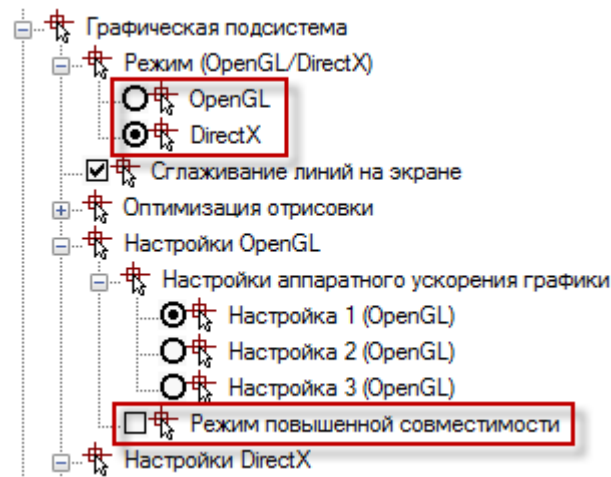 Графическая подсистема
Режим (OpenGL/DirectX)
OpenGL
DirectX
Сглаживание линий на экране
Оптимизация отрисовки
Настройки OpenGL
Настройки аппаратного ускорения графики
Настройка 1 (OpenGL)
Настройка 2 (OpenGL)
Настройка 3 (OpenGL)
Режим повышенной совместимости
Настройки DirectX